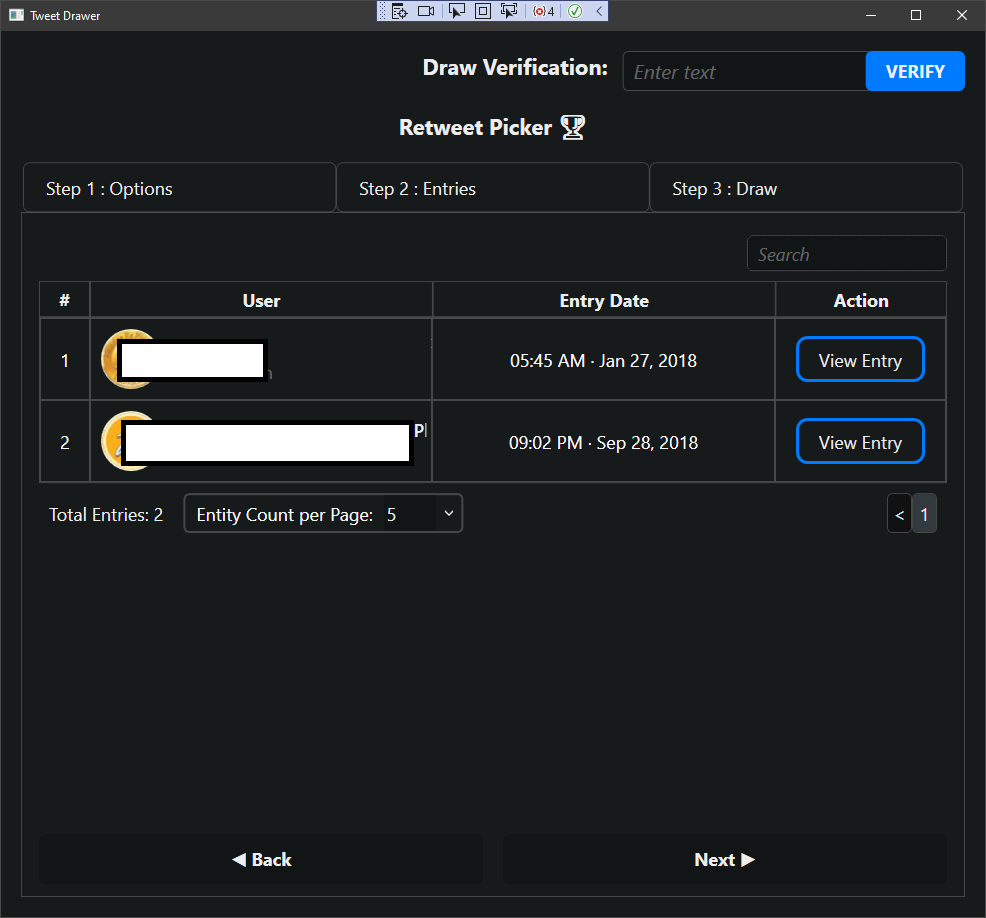 Tweet Drawer
4
Draw Verification:
Enter text
VERIFY
Retweet Picker 🏆
Step 1 : Options
Step 2 : Entries
Step 3 : Draw
Search
# User Entry Date Action
1 05:45 AM · Jan 27, 2018 View Entry
2 09:02 PM · Sep 28, 2018 View Entry
Total Entries: 2
Entity Count per Page: 5
< 1
◀ Back
Next ▶